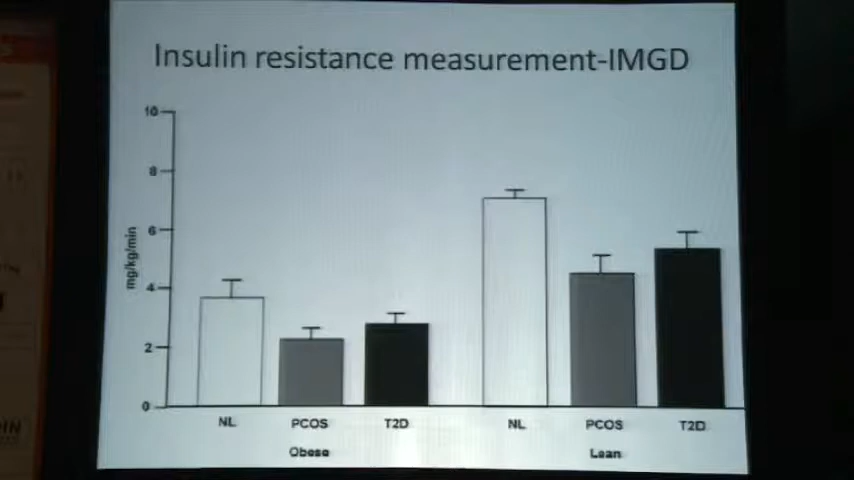 Insulin resistance measurement-IMGD
10
8
6
4
2
0
mg/kg/min
NL PCOS T2D NL PCOS T2D
Obese Lean